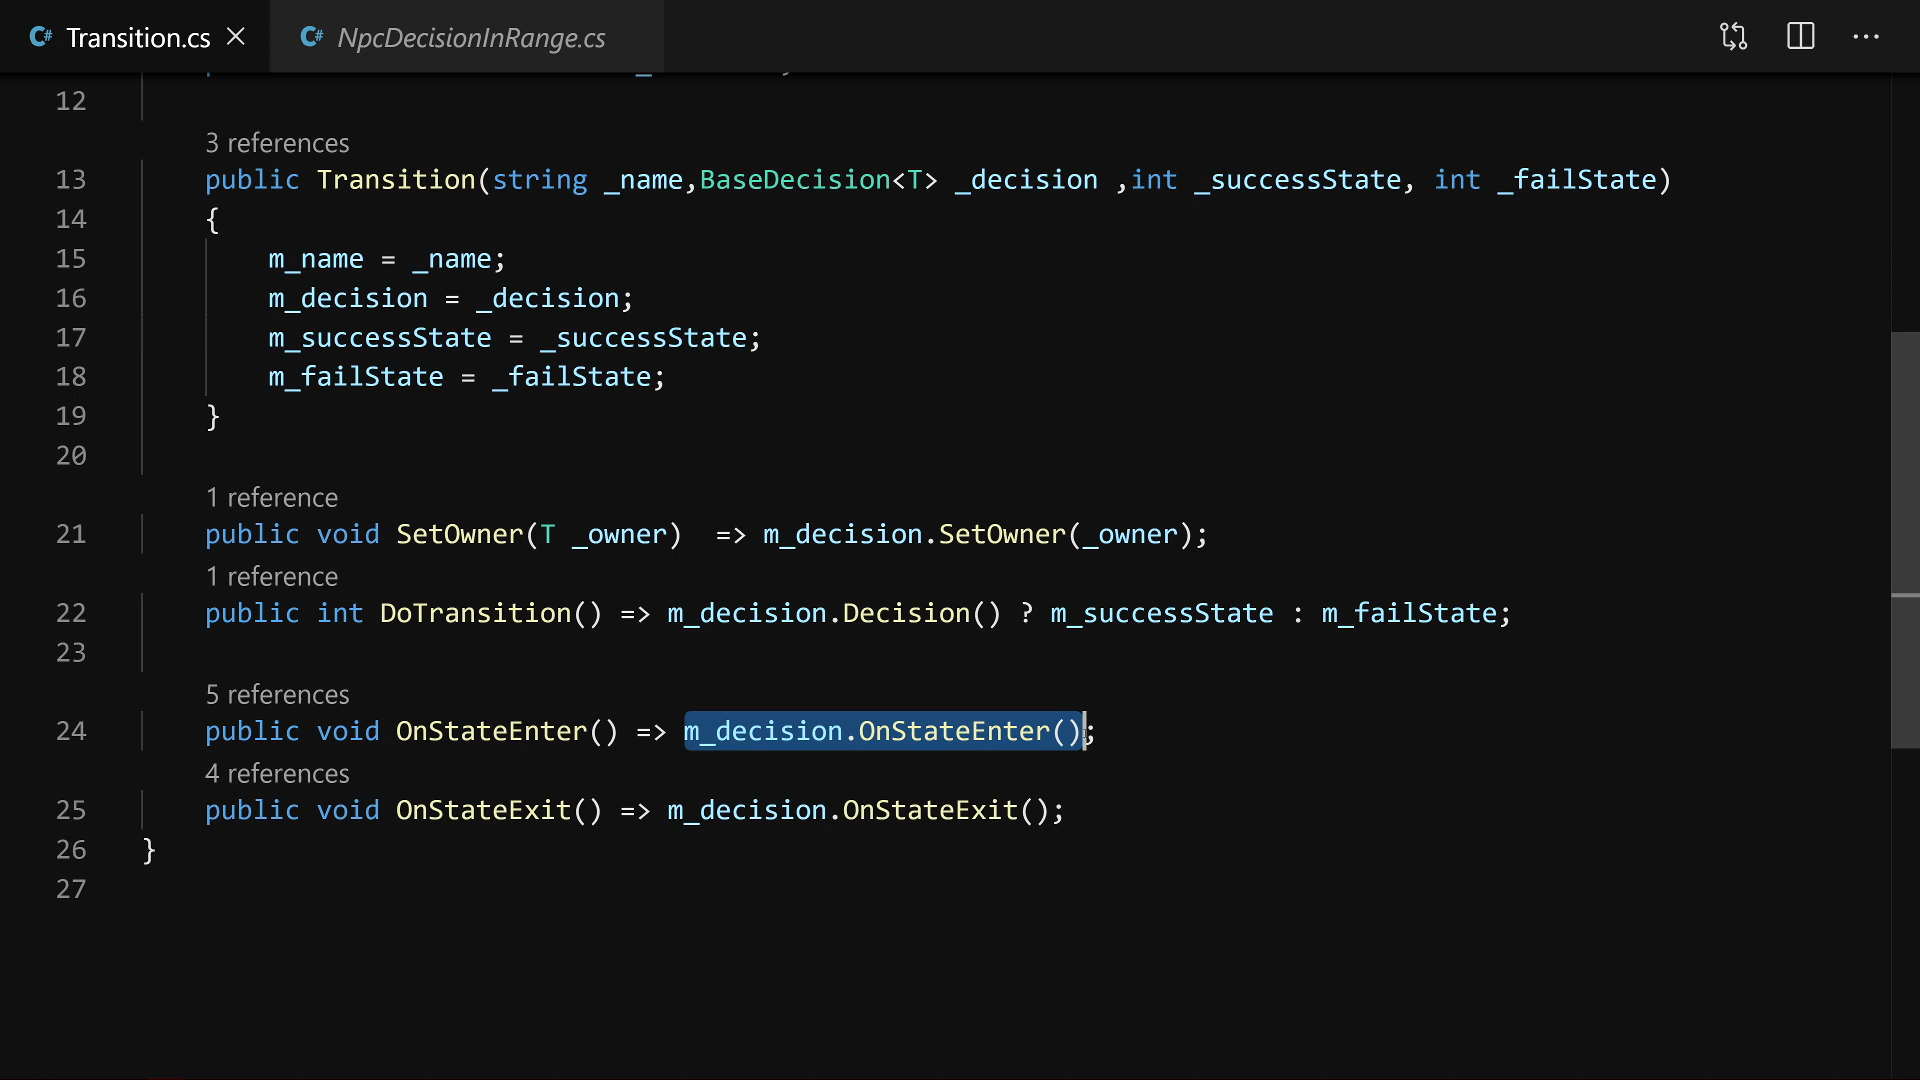 Transition.cs
NpcDecisionInRange.cs
12
3 references
13 public Transition(string _name,BaseDecision<T> _decision ,int _successState, int _failState)
14 {
15 m_name = _name;
16 m_decision = _decision;
17 m_successState = _successState;
18 m_failState = _failState;
19 }
20
1 reference
21 public void SetOwner(T _owner)  => m_decision.SetOwner(_owner);
1 reference
22 public int DoTransition() => m_decision.Decision() ? m_successState : m_failState;
23
5 references
24 public void OnStateEnter() => m_decision.OnStateEnter();
4 references
25 public void OnStateExit() => m_decision.OnStateExit();
26 }
27